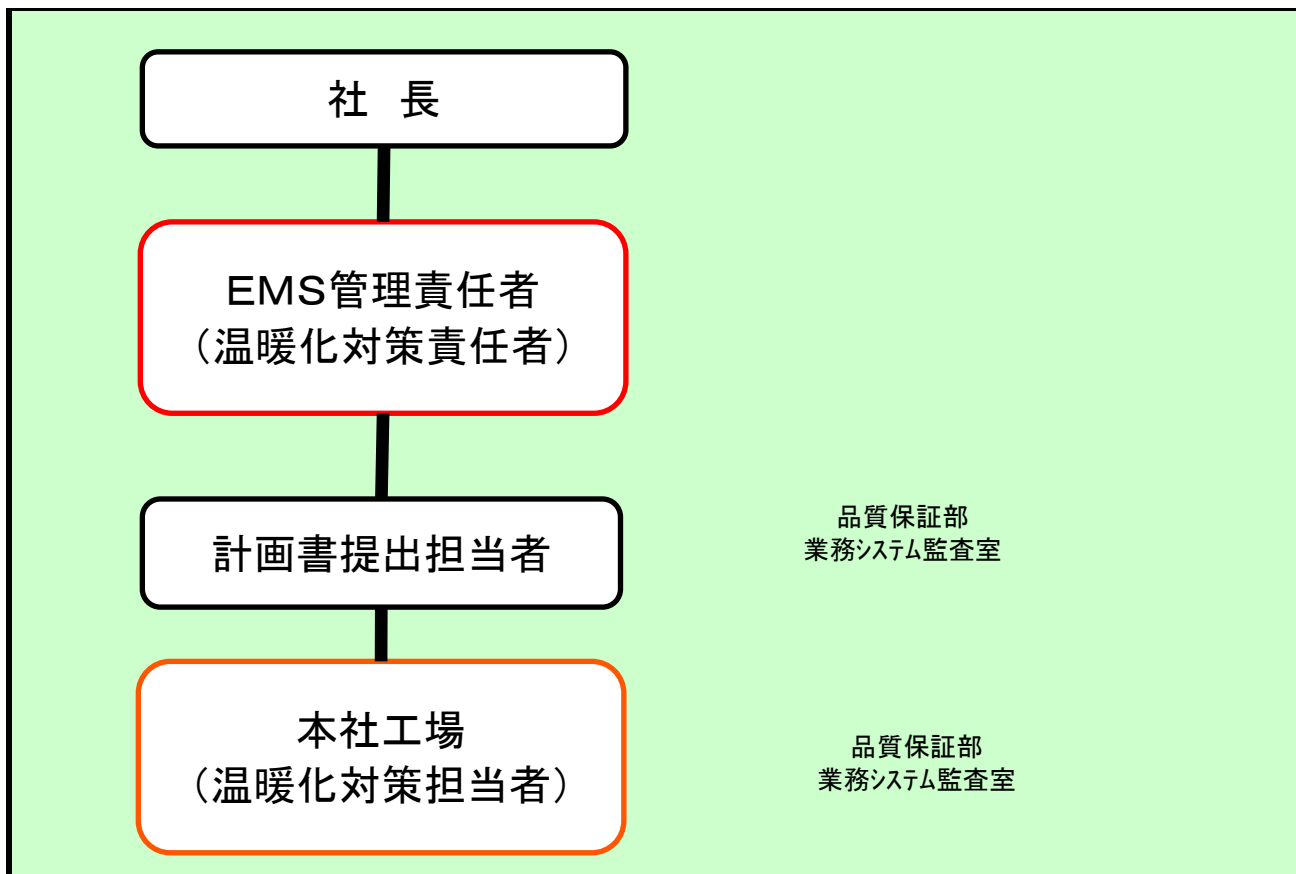 社 長
EMS管理責任者
（温暖化対策責任者）
計画書提出担当者
品質保証部
業務ｼｽﾃﾑ監査室
本社工場
（温暖化対策担当者）
品質保証部
業務ｼｽﾃﾑ監査室